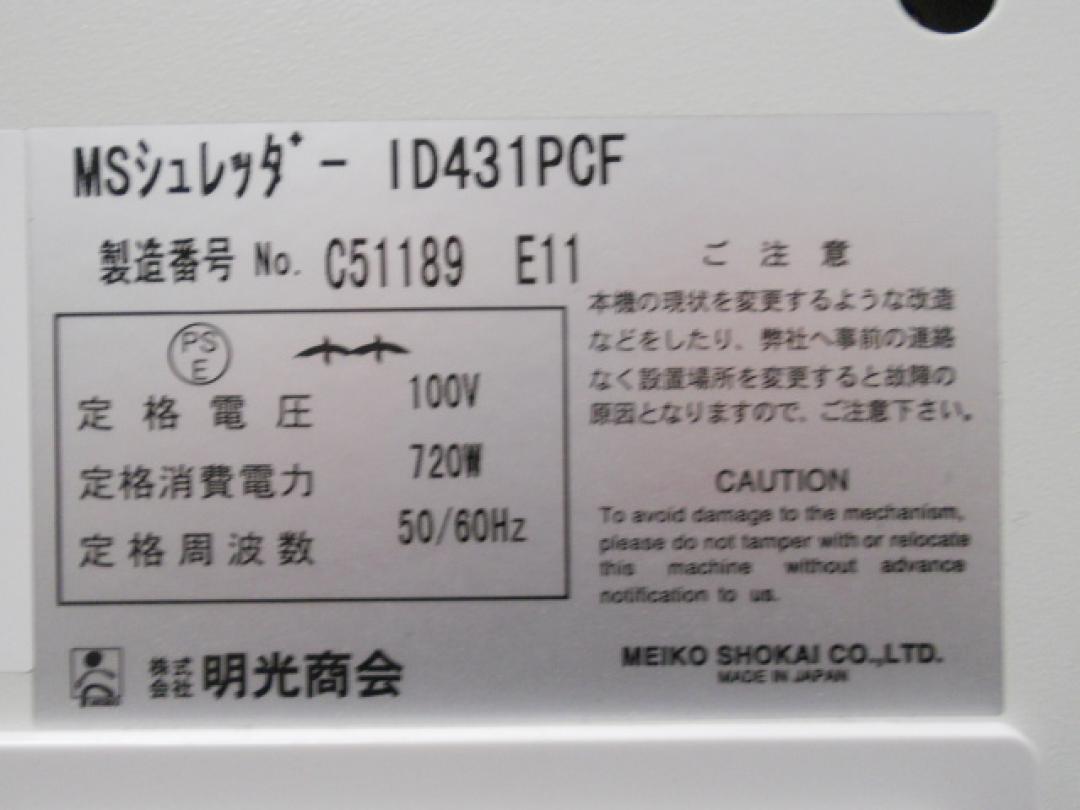 MSシュレッダー ID431PCF
製造番号 No. C51189 E11
PS
E
定格電圧 100V
定格消費電力 720W
定格周波数 50/60Hz
ご注意
本機の現状を変更するような改造
などをしたり、弊社へ事前の連絡
なく設置場所を変更すると故障の
原因となりますので、ご注意下さい。
CAUTION
To avoid damage to the mechanism,
please do not tamper with or relocate
this machine without advance
notification to us.
株式
会社 明光商会
MEIKO SHOKAI CO.,LTD.
MADE IN JAPAN